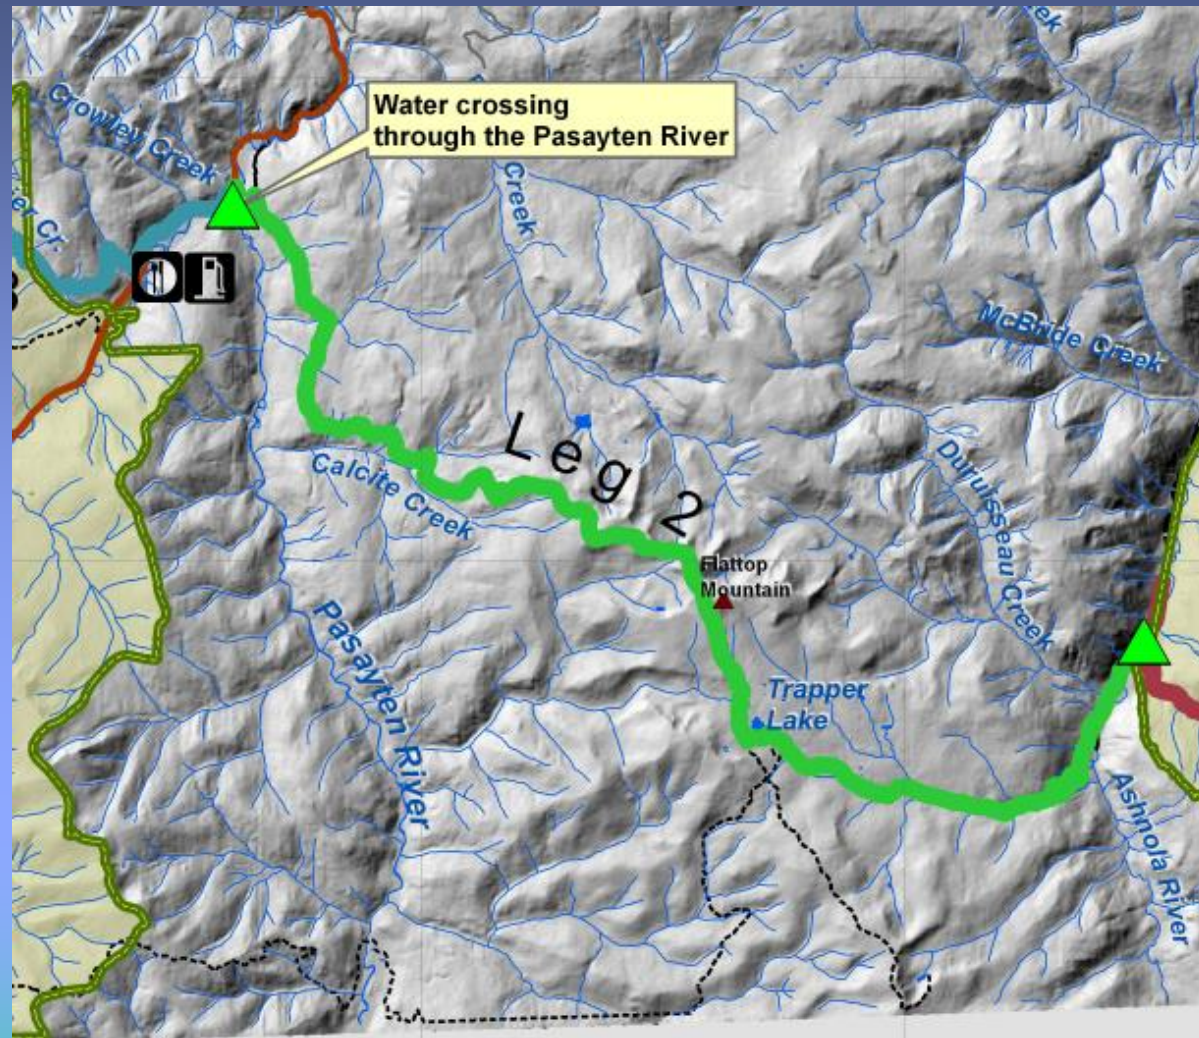 Water crossing
through the Pasayten River
Crowley Creek
Creek
Cr.
McBride Creek
Leg 2
Calcite Creek
Duruisseau Creek
Flattop
Mountain
Pasayten River
Trapper
Lake
Ashnola River